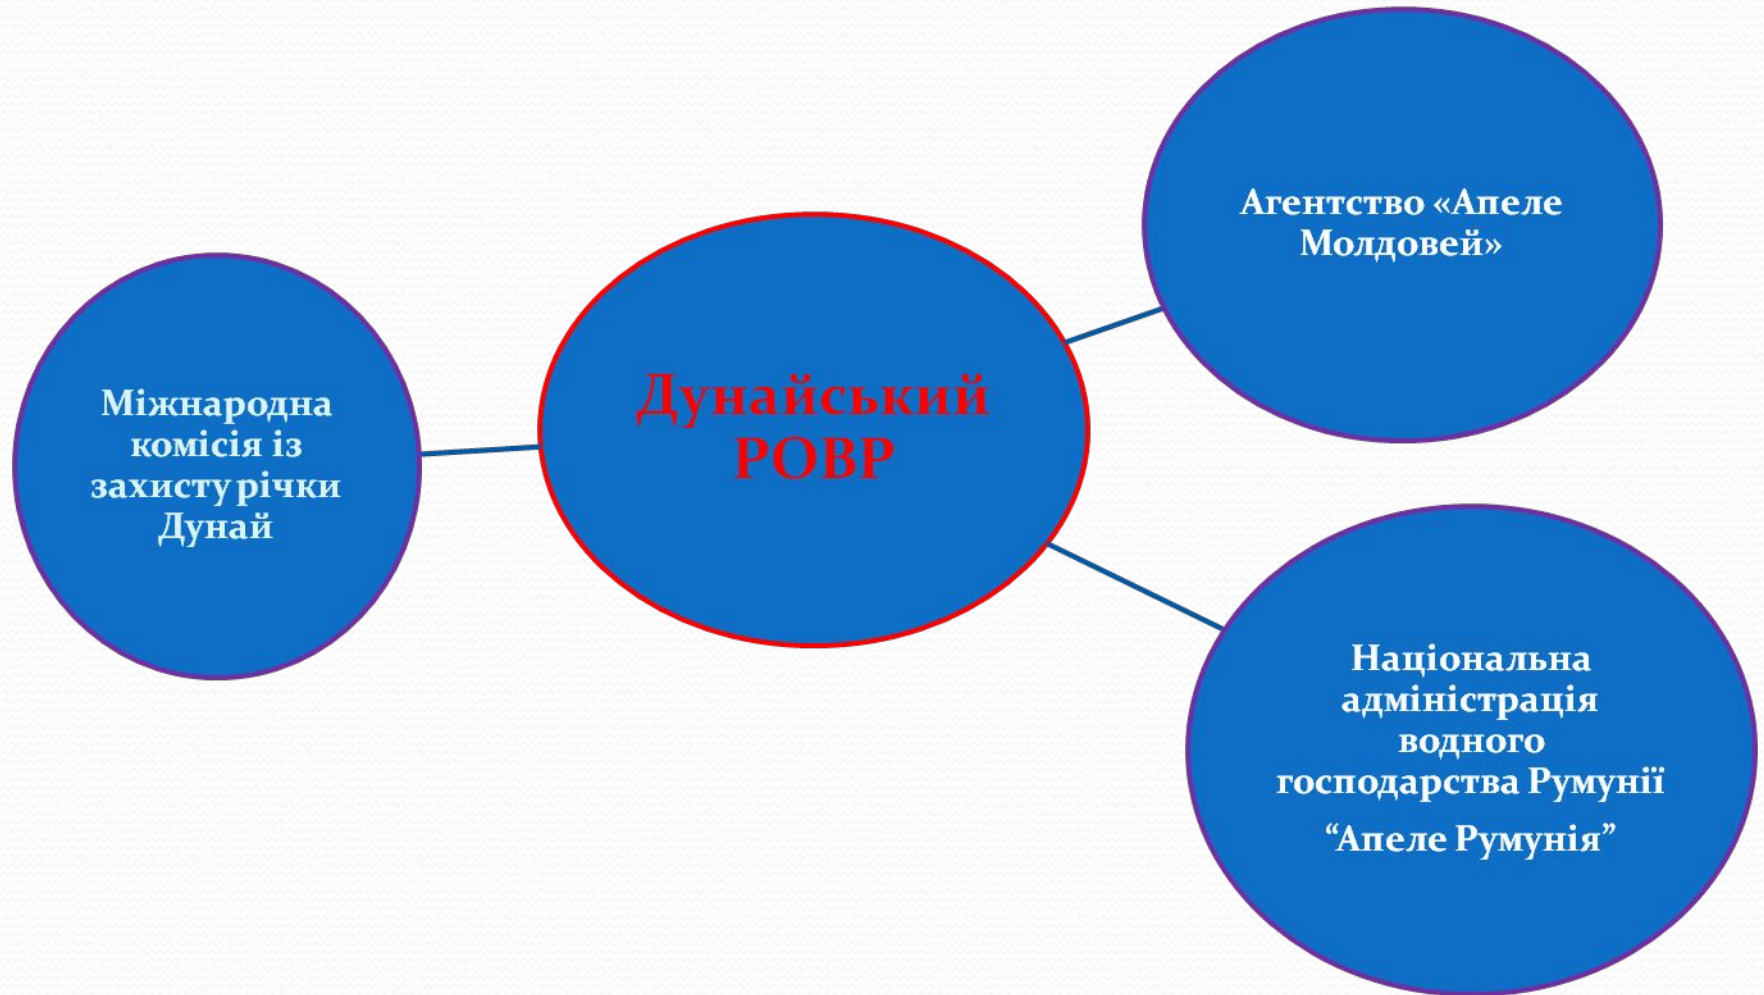 Міжнародна
комісія із
захисту річки
Дунай
Дунайський
РОВР
Агентство «Апеле
Молдовей»
Національна
адміністрація
водного
господарства Румунії
“Апеле Румунія”